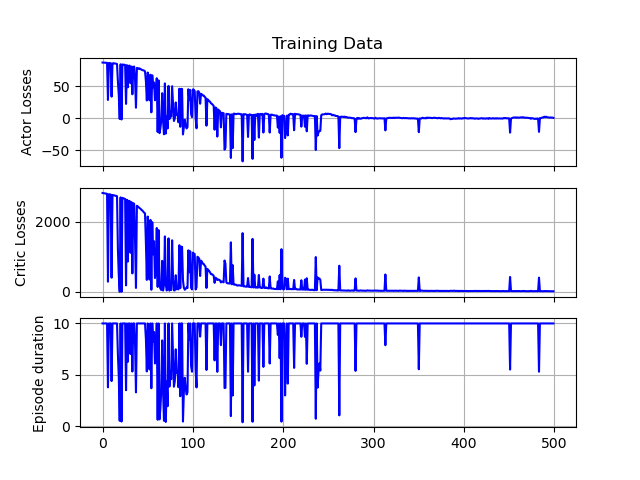 Training Data
Actor Losses
50
0
−50
Critic Losses
2000
0
Episode duration
10
5
0
0 100 200 300 400 500